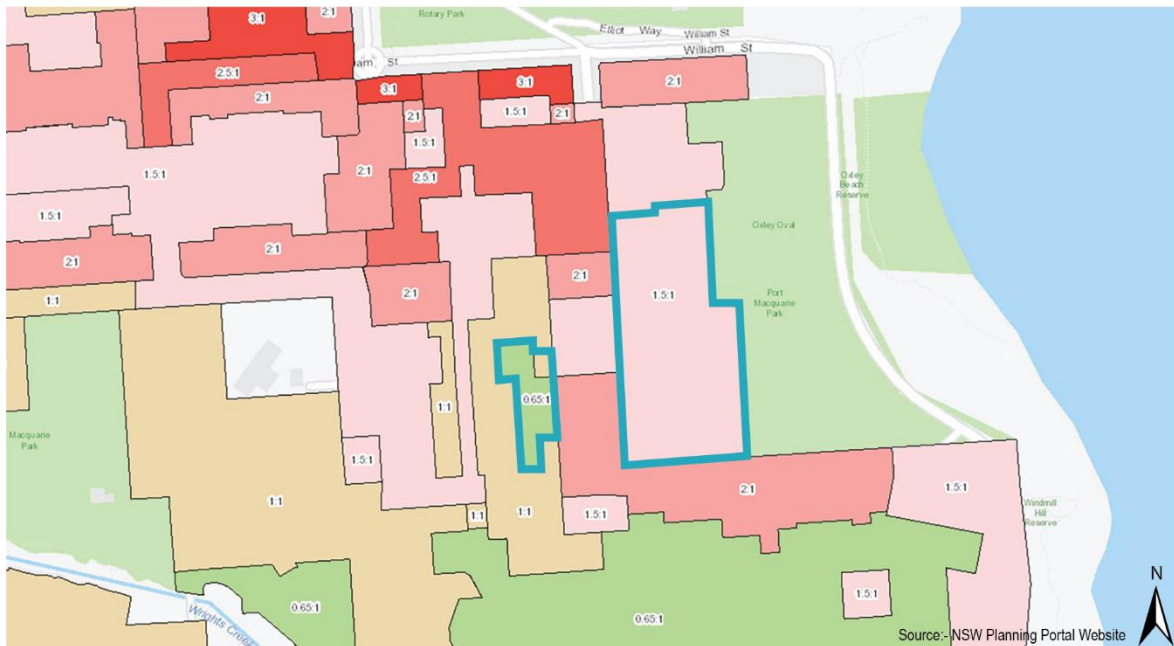 3:1
2:1
Rotary Park
Elliot Way
William St
William St
iam St
2.5:1
2:1
3:1
3:1
2:1
2:1
1.5:1
2:1
1.5:1
1.5:1
2:1
2.5:1
Oxley
Beach
Reserve
1.5:1
Oxley Oval
2:1
2:1
2:1
2:1
1.5:1
Port
Macquarie
Park
1:1
0.65:1
1:1
Macquarie
Park
1.5:1
1:1
2:1
1.5:1
1:1
1:1
1.5:1
Windmill
Hill
Reserve
1.5:1
0.65:1
Wrights Cree
0.65:1
N
Source:- NSW Planning Portal Website